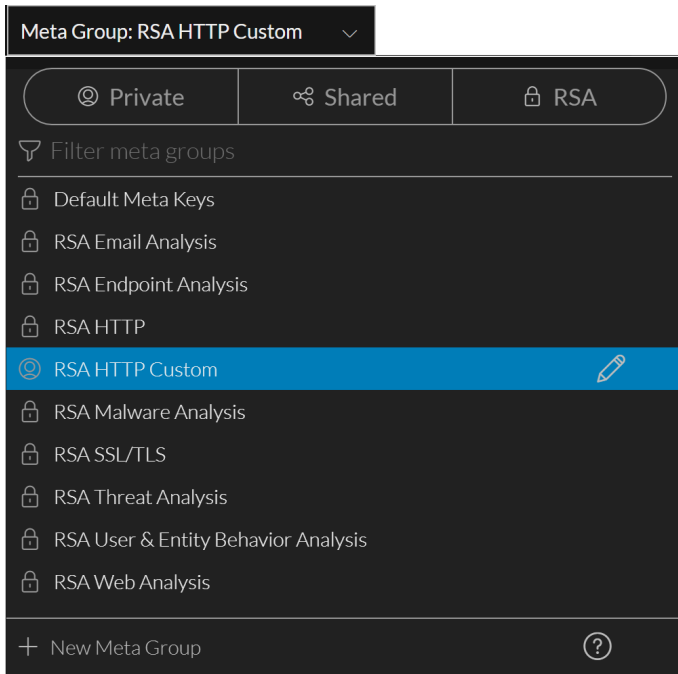 Meta Group: RSA HTTP Custom
Private Shared RSA
Filter meta groups
Default Meta Keys
RSA Email Analysis
RSA Endpoint Analysis
RSA HTTP
RSA HTTP Custom
RSA Malware Analysis
RSA SSL/TLS
RSA Threat Analysis
RSA User & Entity Behavior Analysis
RSA Web Analysis
New Meta Group